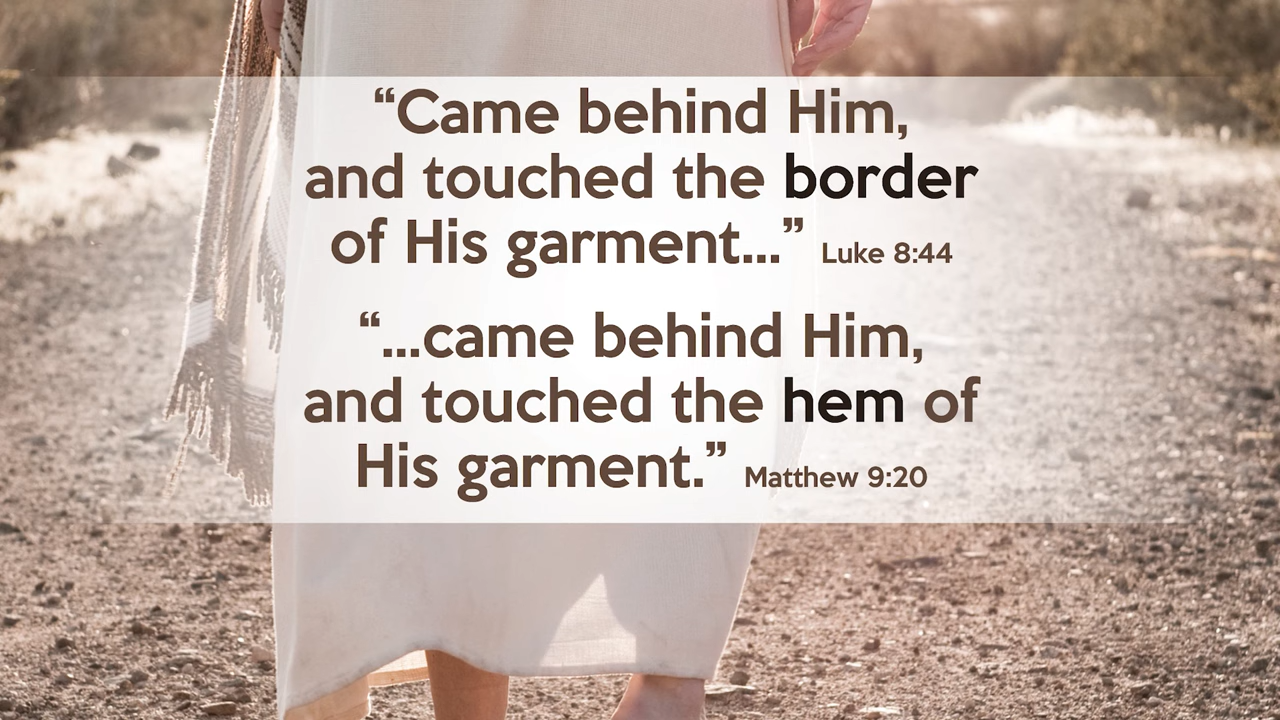 “Came behind Him,
and touched the border
of His garment...” Luke 8:44
“...came behind Him,
and touched the hem of
His garment.” Matthew 9:20